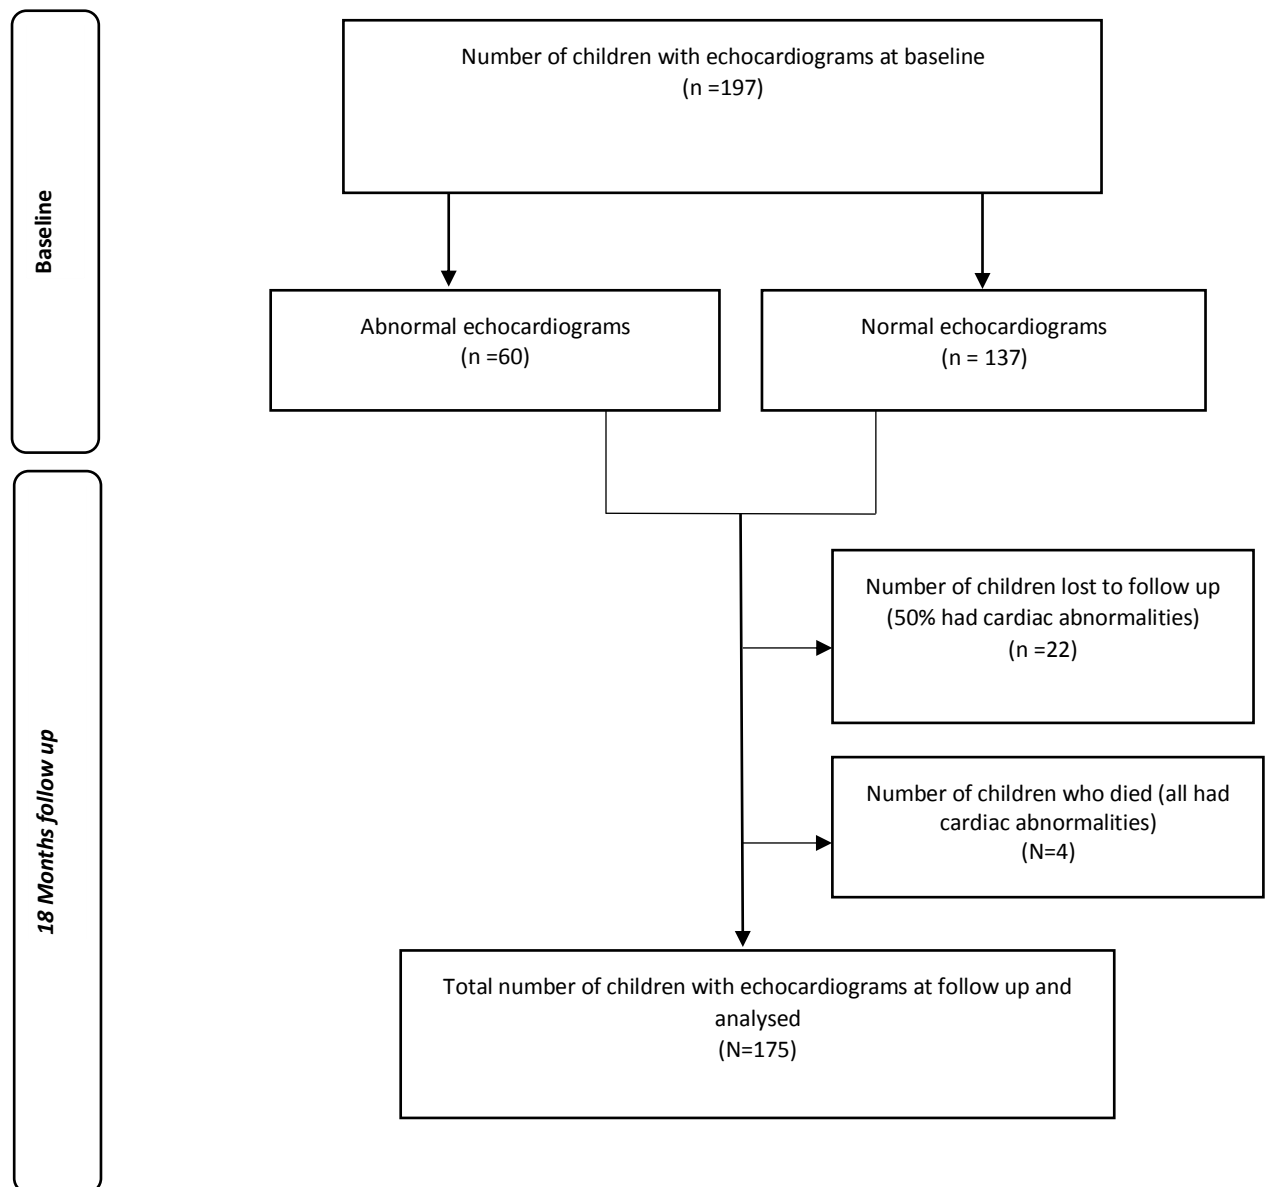 Baseline
Number of children with echocardiograms at baseline
(n =197)
Abnormal echocardiograms
(n =60)
Normal echocardiograms
(n = 137)
18 Months follow up
Number of children lost to follow up
(50% had cardiac abnormalities)
(n =22)
Number of children who died (all had
cardiac abnormalities)
(N=4)
Total number of children with echocardiograms at follow up and
analysed
(N=175)